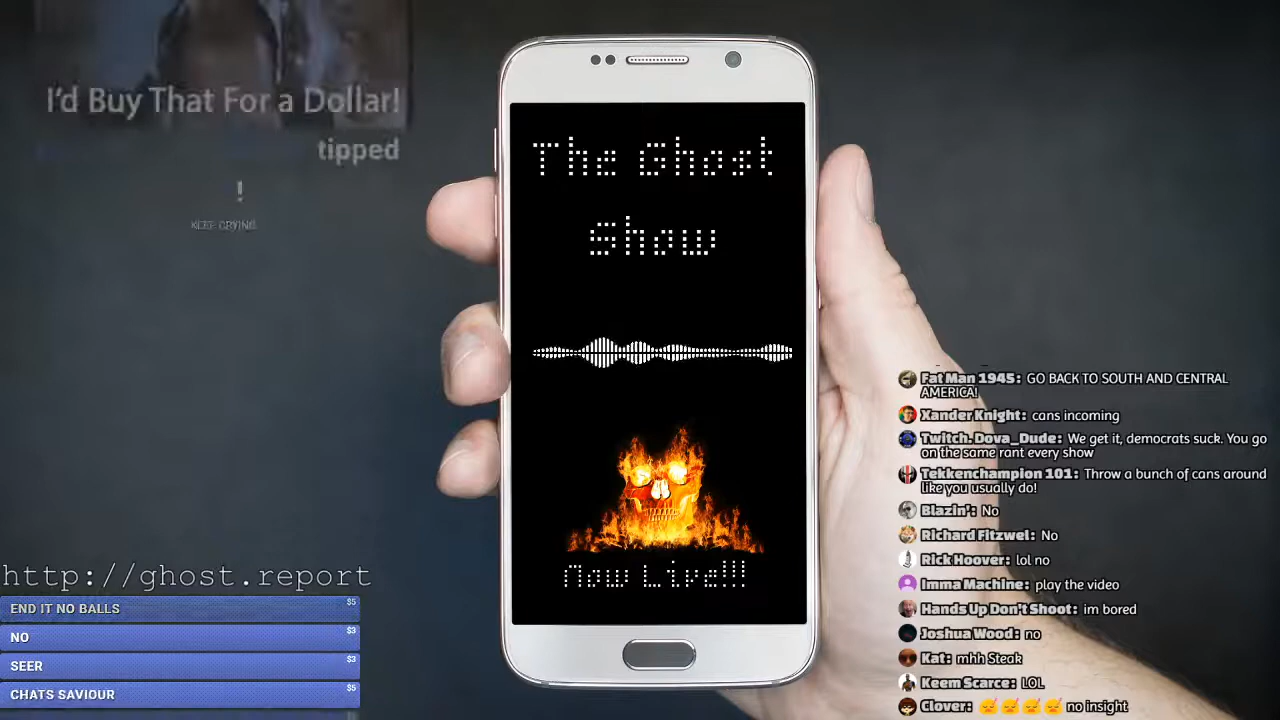 I'd Buy That For a Dollar!
tipped
!
KEEP CRYING
The Ghost
Show
Now Live!!!
http://ghost.report
END IT NO BALLS $5
NO $3
SEER $3
CHATS SAVIOUR $5
Fat Man 1945: GO BACK TO SOUTH AND CENTRAL
AMERICA!
Xander Knight: cans incoming
Twitch.Dova_Dude: We get it, democrats suck. You go
on the same rant every show
Tekkenchampion 101: Throw a bunch of cans around
like you usually do!
Blazin': No
Richard Fitzwel: No
Rick Hoover: lol no
Imma Machine: play the video
Hands Up Don't Shoot: im bored
Joshua Wood: no
Kat: mhh Steak
Keem Scarce: LOL
Clover: 😴😴😴😴 no insight